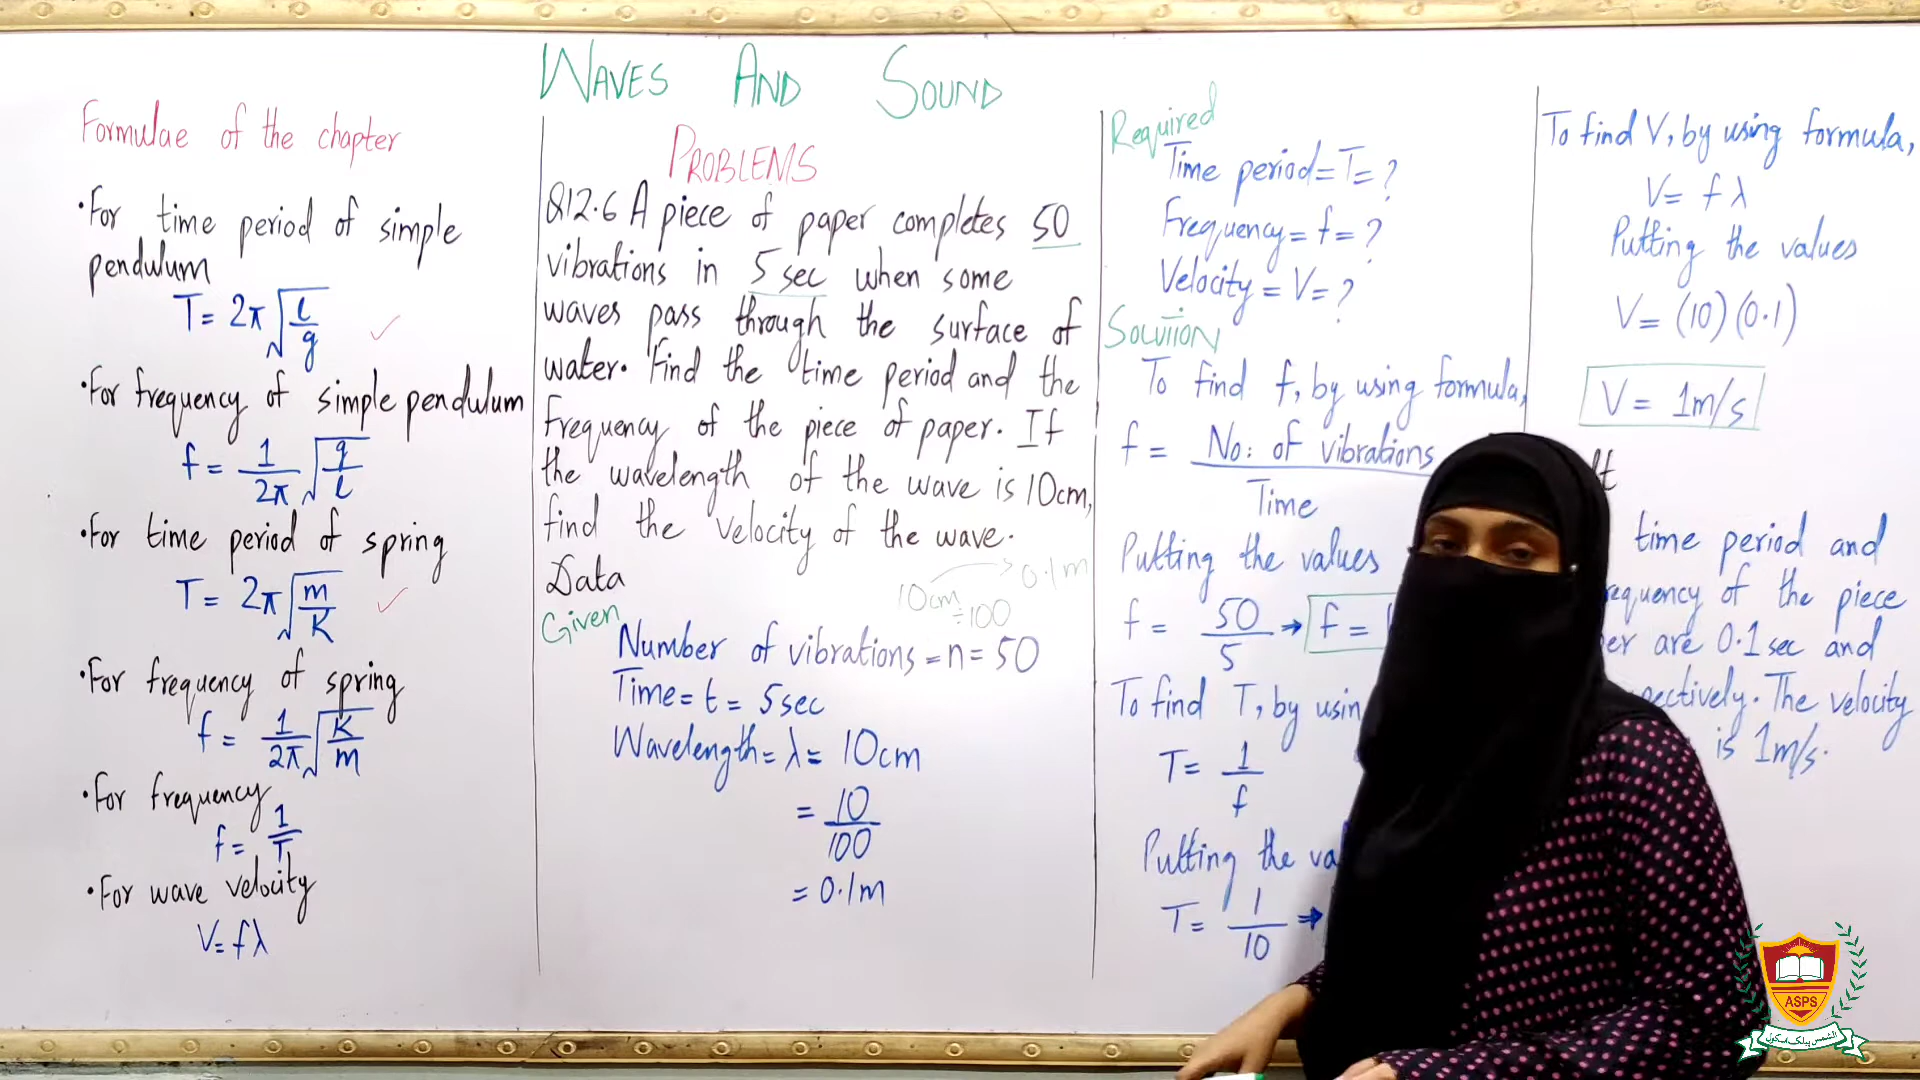 WAVES AND SOUND
Formulae of the chapter
·For time period of simple
pendulum
T= 2π√(l/g) ✓
·For frequency of simple pendulum
f= 1/2π √(g/l)
·For time period of spring
T= 2π√(m/K) ✓
·For frequency of spring
f= 1/2π √(K/m)
·For frequency
f= 1/T
·For wave velocity
V=fλ
PROBLEMS
Q12.6 A piece of paper completes 50
vibrations in 5 sec when some
waves pass through the surface of
water. Find the time period and the
frequency of the piece of paper. If
the wavelength of the wave is 10cm,
find the velocity of the wave.
Data
10cm → 0.1m
÷100
Given
Number of vibrations = n = 50
Time = t = 5 sec
Wavelength = λ = 10cm
= 10/100
= 0.1m
Required
Time period = T= ?
Frequency = f= ?
Velocity = V= ?
SOLUTION
To find f, by using formula,
f = No: of vibrations
Time
Putting the values
f = 50/5 → f =
To find T, by
T= 1/f
Putting the
T= 1/10 →
To find V, by using formula,
V= f λ
Putting the values
V= (10)(0.1)
V = 1m/s
time period and
of the piece
are 0.1 sec and
The velocity
is 1m/s.
ASPS
الشمس پبلک اسکول